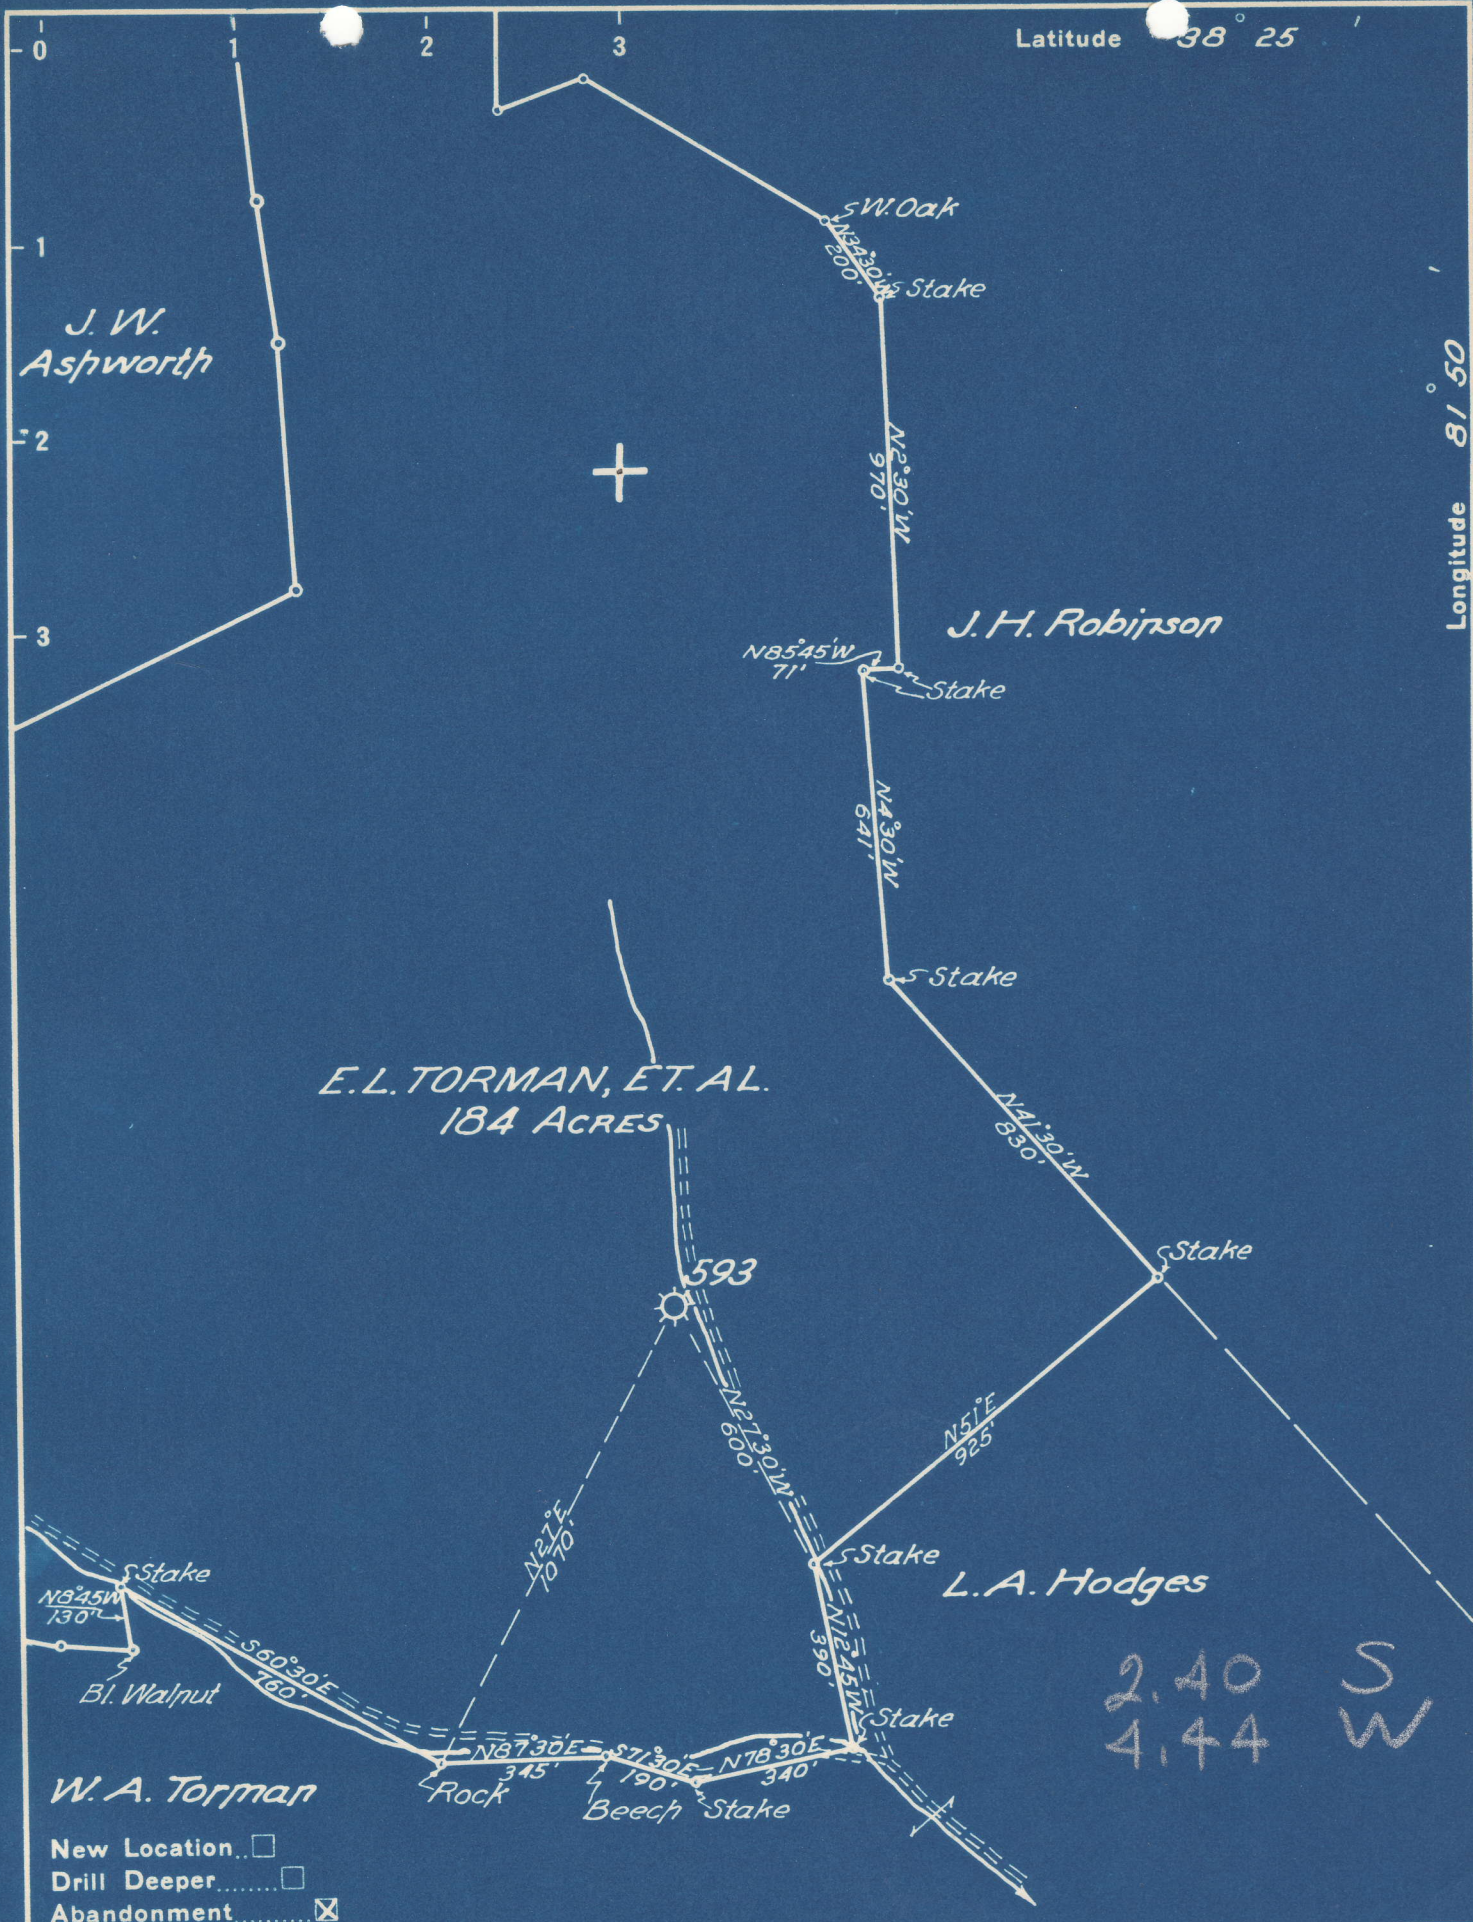 0 1 2 3
Latitude 38° 25'
1
2
3
Longitude 81° 50'
J. W.
Ashworth
W. Oak
N34°30'
200'
Stake
N2°30'W
970'
J. H. Robinson
N85°45'W
71'
Stake
N4°30'W
641'
Stake
E. L. TORMAN, ET. AL.
184 ACRES
N41°30'W
830'
Stake
593
N27°30'W
600'
N51°E
925'
N27°E
1070'
Stake
L. A. Hodges
Stake
N8°45W
130'
Bl. Walnut
S60°30'E
760'
N12°45W
390'
Stake
2.40 S
4.44 W
N87°30'E
345'
S71°30'E
190'
N78°30'E
340'
Rock
Beech
Stake
W. A. Torman
New Location..
Drill Deeper........
Abandonment........ X